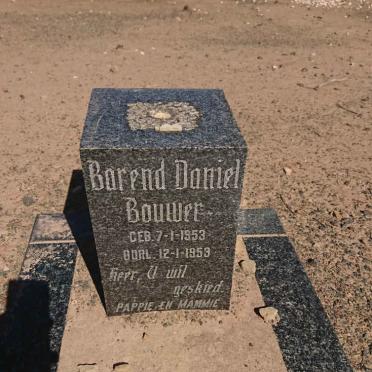 Barend Daniel
Bouwer
GEB. 7-1-1953
OORL. 12-1-1953
Heer, U wil
geskied.
PAPPIE EN MAMMIE